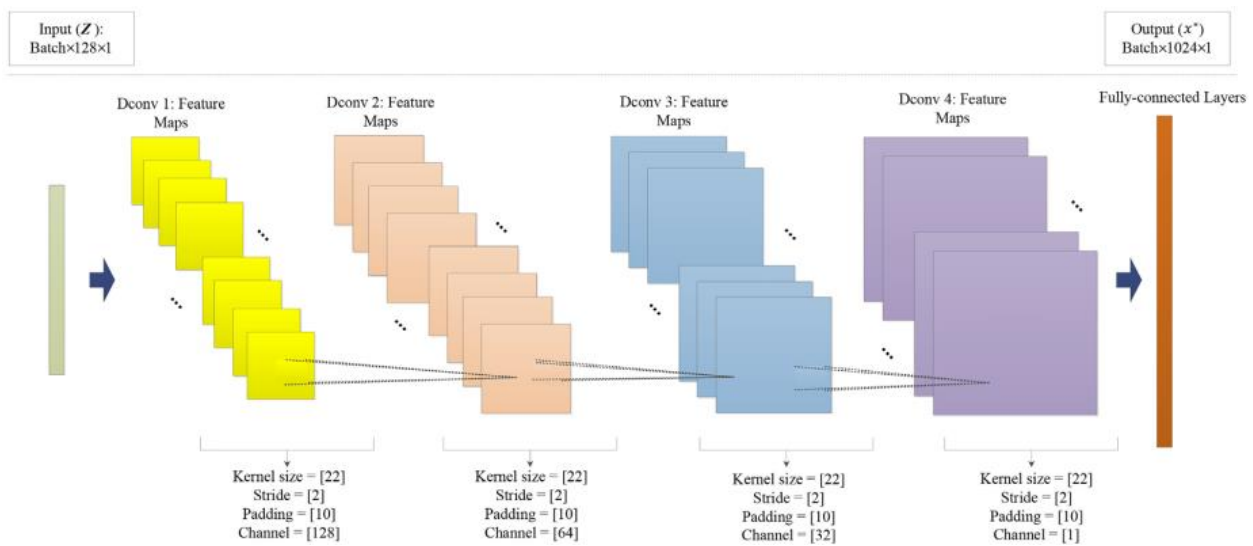 Input (Z):
Batch×128×1
Output (x*)
Batch×1024×1
Dconv 1: Feature
Maps
Dconv 2: Feature
Maps
Dconv 3: Feature
Maps
Dconv 4: Feature
Maps
Fully-connected Layers
Kernel size = [22]
Stride = [2]
Padding = [10]
Channel = [128]
Kernel size = [22]
Stride = [2]
Padding = [10]
Channel = [64]
Kernel size = [22]
Stride = [2]
Padding = [10]
Channel = [32]
Kernel size = [22]
Stride = [2]
Padding = [10]
Channel = [1]